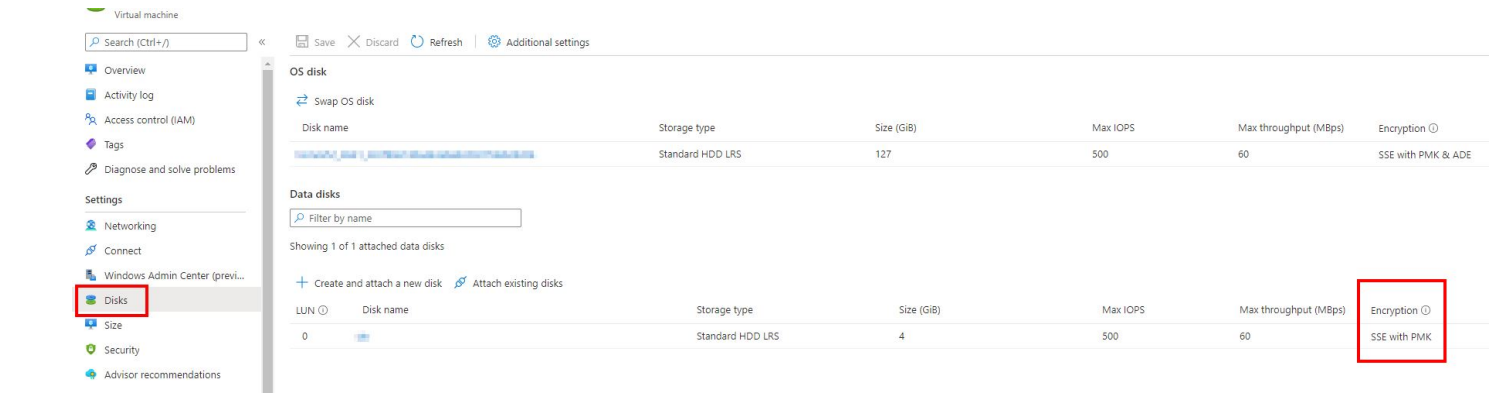 Virtual machine
Search (Ctrl+/) «
Save Discard Refresh Additional settings
Overview
Activity log
Access control (IAM)
Tags
Diagnose and solve problems
Settings
Networking
Connect
Windows Admin Center (previ...
Disks
Size
Security
Advisor recommendations
OS disk
Swap OS disk
Disk name Storage type Size (GiB) Max IOPS Max throughput (MBps) Encryption
Standard HDD LRS 127 500 60 SSE with PMK & ADE
Data disks
Filter by name
Showing 1 of 1 attached data disks
Create and attach a new disk Attach existing disks
LUN Disk name Storage type Size (GiB) Max IOPS Max throughput (MBps) Encryption
0 Standard HDD LRS 4 500 60 SSE with PMK